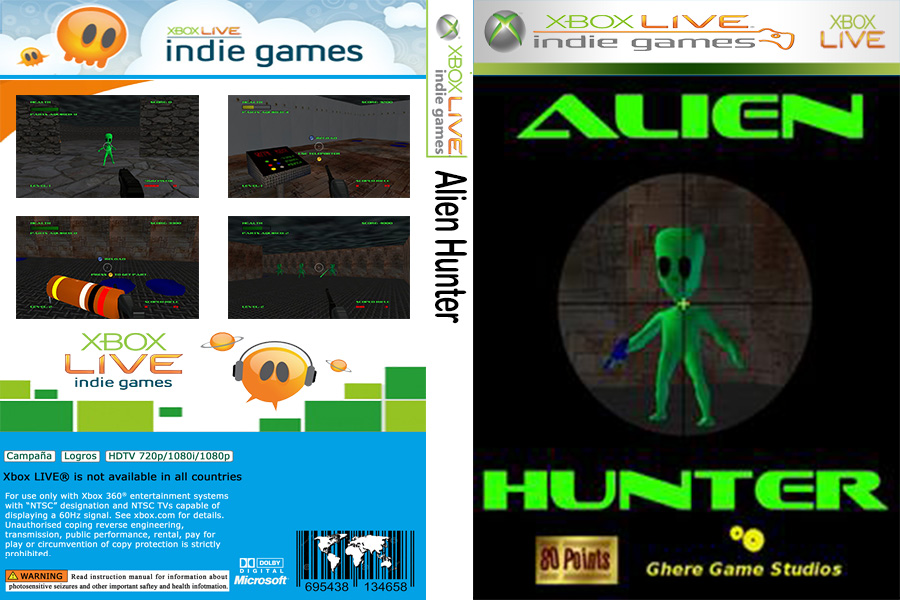 XBOX LIVE
indie games
XBOX LIVE
indie games
Campaña Logros HDTV 720p/1080i/1080p
Xbox LIVE® is not available in all countries
For use only with Xbox 360® entertainment systems
with “NTSC” designation and NTSC TVs capable of
displaying a 60Hz signal. See xbox.com for details.
Unauthorised coping reverse engineering,
transmission, public performance, rental, pay for
play or circumvention of copy protection is strictly
prohibited.
WARNING Read instruction manual for information about
photosensitive seizures and other important saftey and health infotmation.
DOLBY
DIGITAL
Microsoft®
695438 134658
XBOX LIVE
indie games
Alien Hunter
XBOX LIVE
indie games
XBOX
LIVE
ALIEN
HUNTER
80 Points
Ghere Game Studios